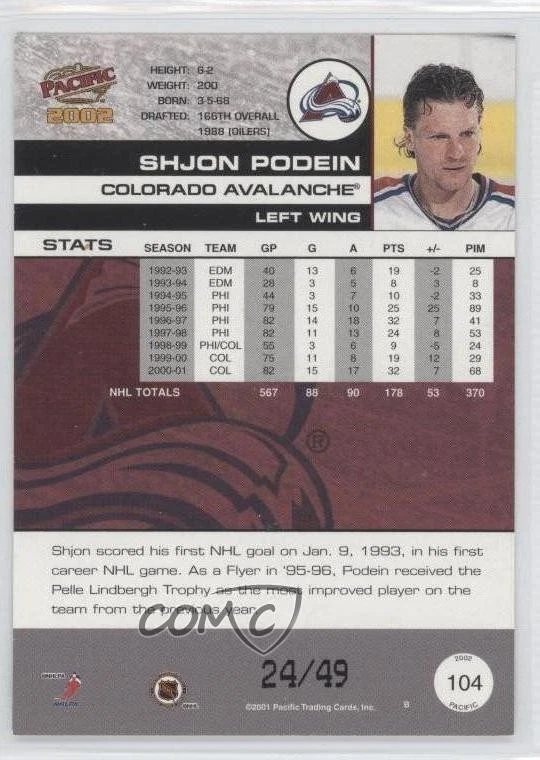 PACIFIC
2002
HEIGHT: 6-2
WEIGHT: 200
BORN: 3-5-68
DRAFTED: 166TH OVERALL
1988 (OILERS)
SHJON PODEIN
COLORADO AVALANCHE®
LEFT WING
STATS SEASON TEAM GP G A PTS +/- PIM
1992-93 EDM 40 13 6 19 -2 25
1993-94 EDM 28 3 5 8 3 8
1994-95 PHI 44 3 7 10 -2 33
1995-96 PHI 79 15 10 25 25 89
1996-97 PHI 82 14 18 32 7 41
1997-98 PHI 82 11 13 24 8 53
1998-99 PHI/COL 55 3 6 9 -5 24
1999-00 COL 75 11 8 19 12 29
2000-01 COL 82 15 17 32 7 68
NHL TOTALS 567 88 90 178 53 370
®
Shjon scored his first NHL goal on Jan. 9, 1993, in his first
career NHL game. As a Flyer in '95-96, Podein received the
Pelle Lindbergh Trophy as the most improved player on the
team from the previous year.
COMC
24/49
NHLPA
NHL
©2001 Pacific Trading Cards, Inc.
B
2002
104
PACIFIC